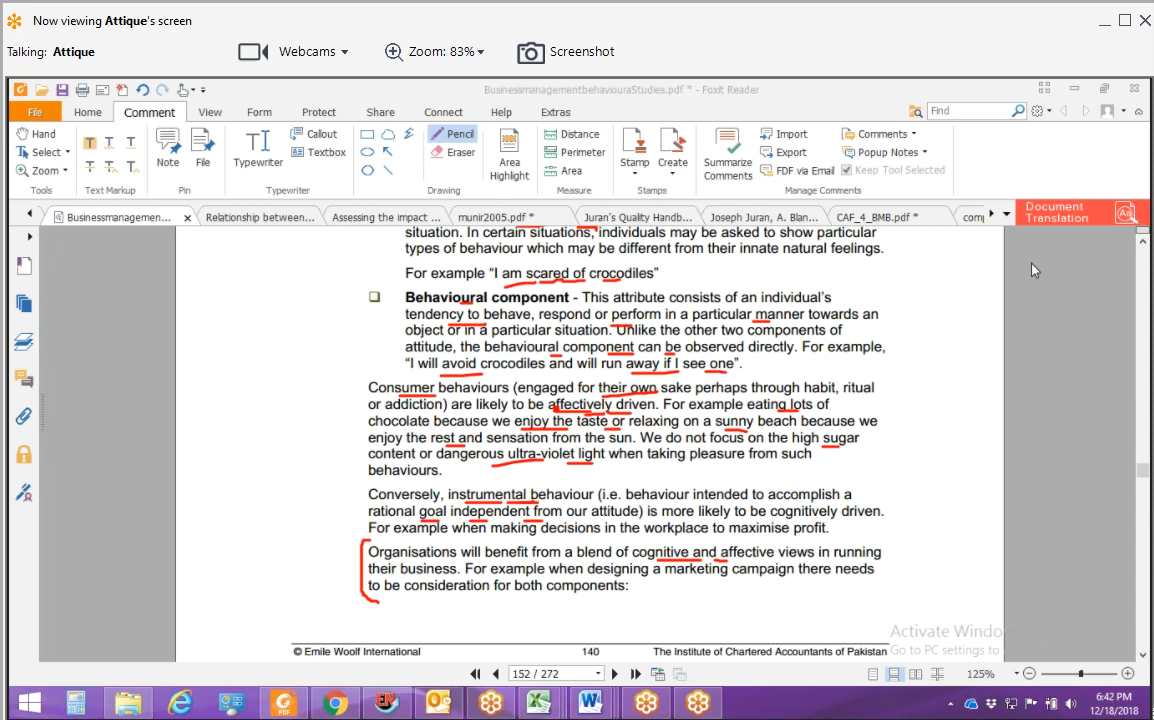 Now viewing Attique's screen
Talking: Attique
Webcams
Zoom: 83%
Screenshot
BusinessmanagementbehaviouraStudies.pdf * - Foxit Reader
File Home Comment View Form Protect Share Connect Help Extras
Find
Hand
Select
Zoom
Tools
Text Markup
Note
File
Pin
Typewriter
Callout
Textbox
Typewriter
Pencil
Eraser
Drawing
Area
Highlight
Distance
Perimeter
Area
Measure
Stamp
Create
Stamps
Summarize
Comments
Import
Export
FDF via Email
Comments
Popup Notes
Keep Tool Selected
Manage Comments
Businessmanagemen...
Relationship between...
Assessing the impact ...
munir2005.pdf *
Juran's Quality Handb...
Joseph Juran, A. Blan...
CAF_4_BMB.pdf *
Document
Translation
situation. In certain situations, individuals may be asked to show particular
types of behaviour which may be different from their innate natural feelings.
For example “I am scared of crocodiles”
Behavioural component - This attribute consists of an individual’s
tendency to behave, respond or perform in a particular manner towards an
object or in a particular situation. Unlike the other two components of
attitude, the behavioural component can be observed directly. For example,
“I will avoid crocodiles and will run away if I see one”.
Consumer behaviours (engaged for their own sake perhaps through habit, ritual
or addiction) are likely to be affectively driven. For example eating lots of
chocolate because we enjoy the taste or relaxing on a sunny beach because we
enjoy the rest and sensation from the sun. We do not focus on the high sugar
content or dangerous ultra-violet light when taking pleasure from such
behaviours.
Conversely, instrumental behaviour (i.e. behaviour intended to accomplish a
rational goal independent from our attitude) is more likely to be cognitively driven.
For example when making decisions in the workplace to maximise profit.
Organisations will benefit from a blend of cognitive and affective views in running
their business. For example when designing a marketing campaign there needs
to be consideration for both components:
© Emile Woolf International 140 The Institute of Chartered Accountants of Pakistan
Activate Windo
Go to PC settings to
152 / 272
125%
6:42 PM
12/18/2018